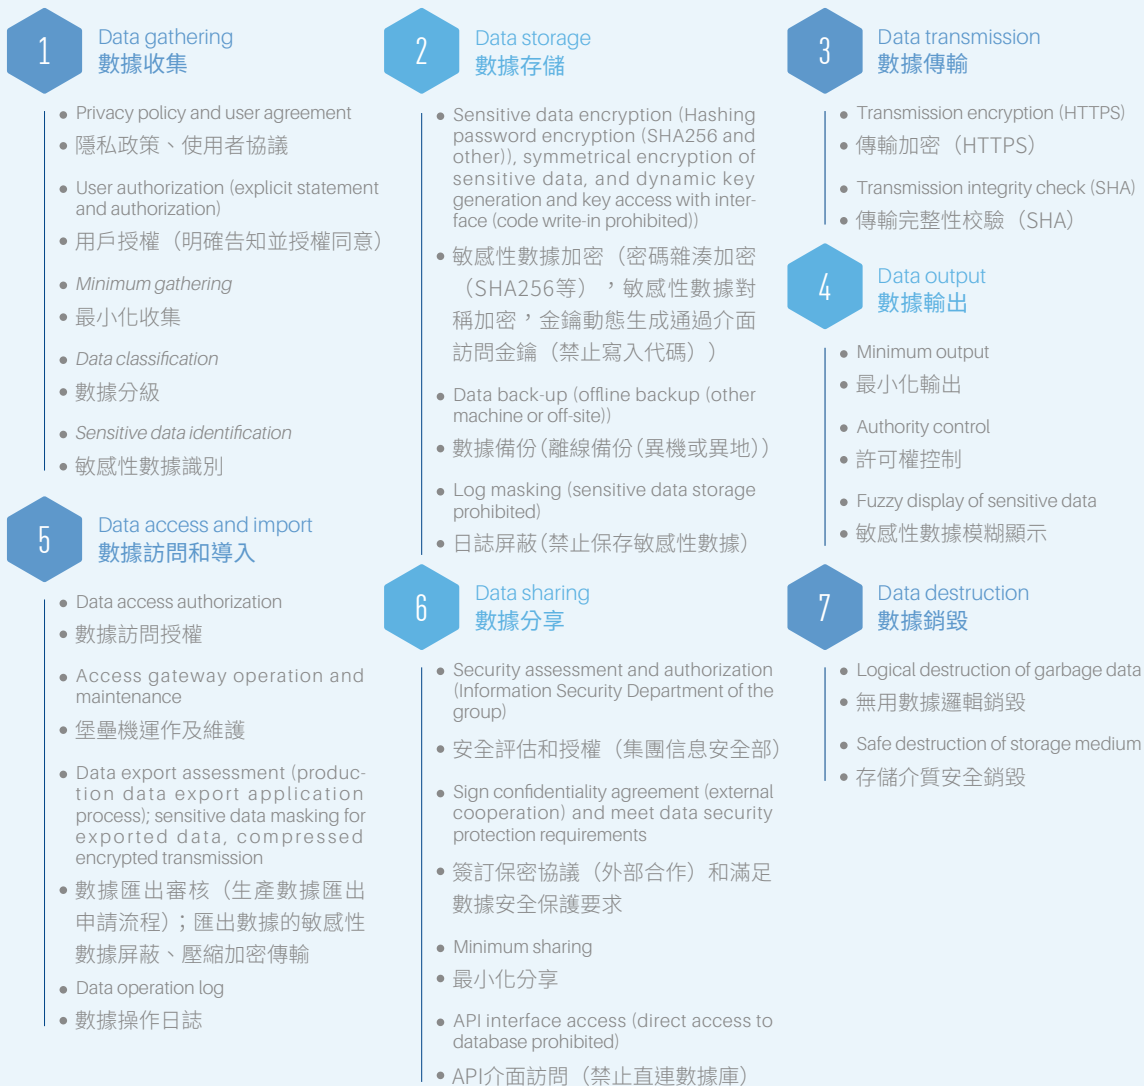 1
Data gathering
數據收集
Privacy policy and user agreement
隱私政策、使用者協議
User authorization (explicit statement
and authorization)
用戶授權（明確告知並授權同意）
Minimum gathering
最小化收集
Data classification
數據分級
Sensitive data identification
敏感性數據識別
2
Data storage
數據存儲
Sensitive data encryption (Hashing
password encryption (SHA256 and
other)), symmetrical encryption of
sensitive data, and dynamic key
generation and key access with inter-
face (code write-in prohibited))
敏感性數據加密（密碼雜湊加密
（SHA256等），敏感性數據對
稱加密，金鑰動態生成通過介面
訪問金鑰（禁止寫入代碼））
Data back-up (offline backup (other
machine or off-site))
數據備份（離線備份（異機或異地））
Log masking (sensitive data storage
prohibited)
日誌屏蔽（禁止保存敏感性數據）
3
Data transmission
數據傳輸
Transmission encryption (HTTPS)
傳輸加密（HTTPS）
Transmission integrity check (SHA)
傳輸完整性校驗（SHA）
4
Data output
數據輸出
Minimum output
最小化輸出
Authority control
許可權控制
Fuzzy display of sensitive data
敏感性數據模糊顯示
5
Data access and import
數據訪問和導入
Data access authorization
數據訪問授權
Access gateway operation and
maintenance
堡壘機運作及維護
Data export assessment (produc-
tion data export application
process); sensitive data masking for
exported data, compressed
encrypted transmission
數據匯出審核（生產數據匯出
申請流程）；匯出數據的敏感性
數據屏蔽、壓縮加密傳輸
Data operation log
數據操作日誌
6
Data sharing
數據分享
Security assessment and authorization
(Information Security Department of the
group)
安全評估和授權（集團信息安全部）
Sign confidentiality agreement (external
cooperation) and meet data security
protection requirements
簽訂保密協議（外部合作）和滿足
數據安全保護要求
Minimum sharing
最小化分享
API interface access (direct access to
database prohibited)
API介面訪問（禁止直連數據庫）
7
Data destruction
數據銷毀
Logical destruction of garbage data
無用數據邏輯銷毀
Safe destruction of storage medium
存儲介質安全銷毀